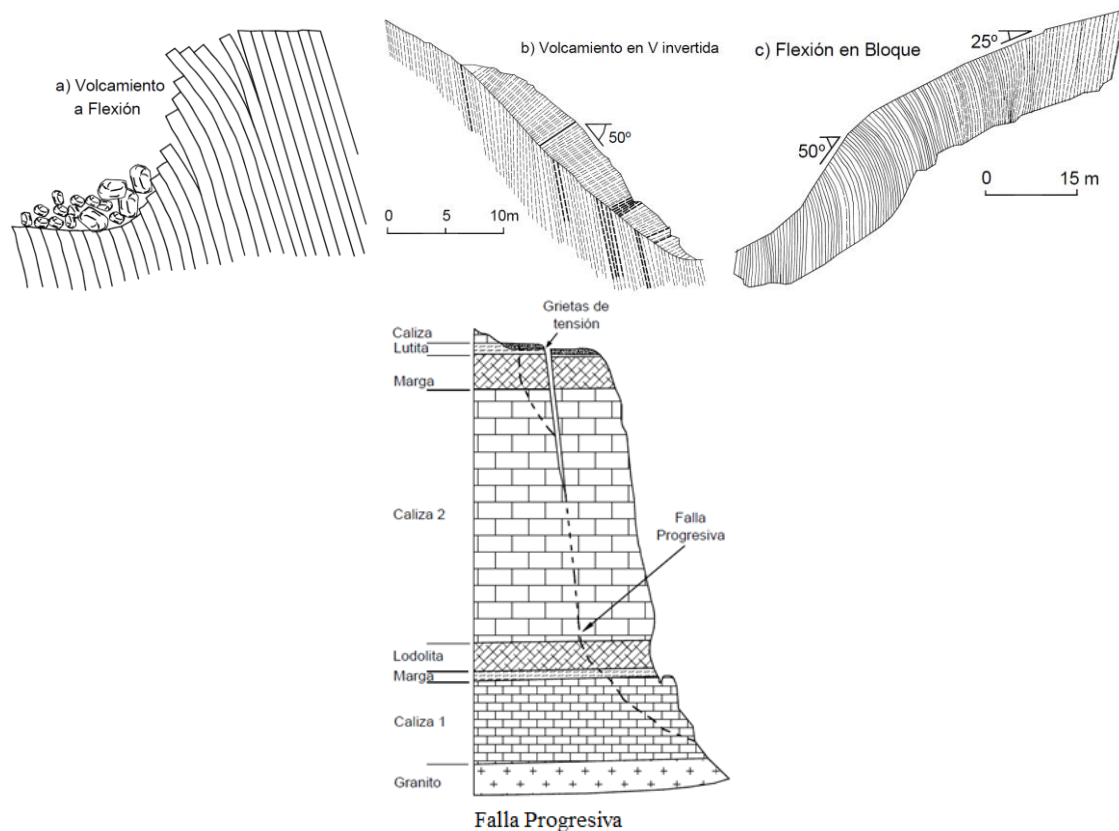 a) Volcamiento
a Flexión
b) Volcamiento en V invertida
50º
0 5 10m
c) Flexión en Bloque
25º
50º
0 15 m
Grietas de
tensión
Caliza
Lutita
Marga
Caliza 2
Falla
Progresiva
Lodolita
Marga
Caliza 1
Granito
Falla Progresiva